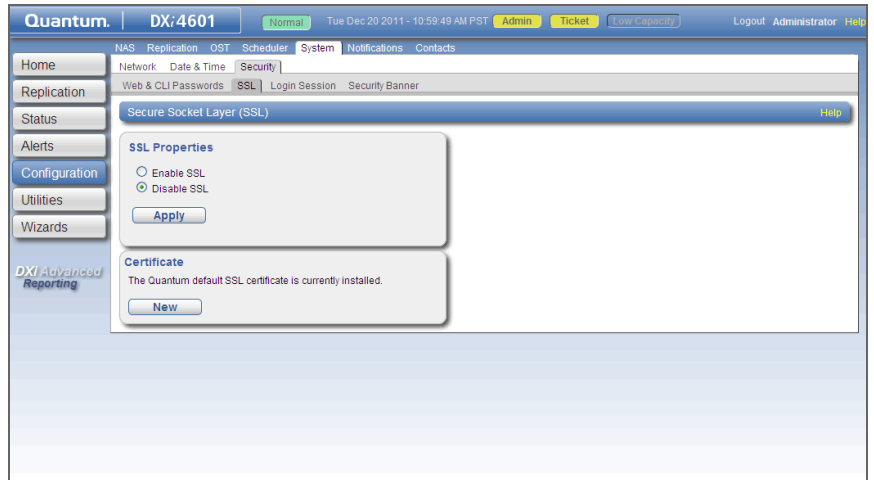 Quantum. DXi4601 Normal Tue Dec 20 2011 - 10:59:49 AM PST Admin Ticket Low Capacity Logout Administrator Help
NAS Replication OST Scheduler System Notifications Contacts
Network Date & Time Security
Web & CLI Passwords SSL Login Session Security Banner
Home
Replication
Status
Alerts
Configuration
Utilities
Wizards
DXi Advanced
Reporting
Secure Socket Layer (SSL) Help
SSL Properties
Enable SSL
Disable SSL
Apply
Certificate
The Quantum default SSL certificate is currently installed.
New